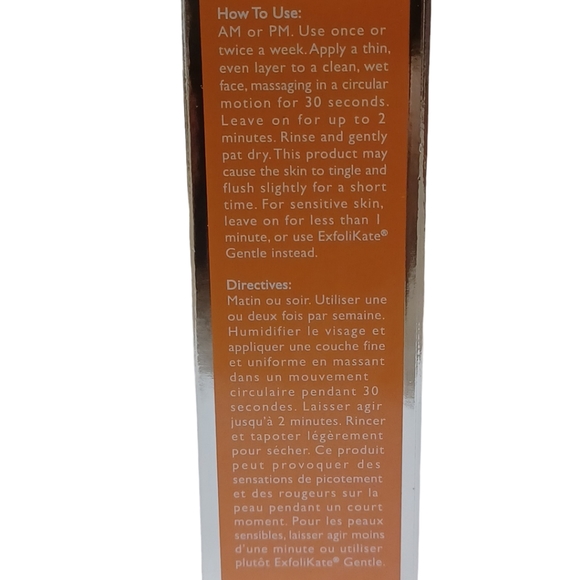 How To Use:
AM or PM. Use once or
twice a week. Apply a thin,
even layer to a clean, wet
face, massaging in a circular
motion for 30 seconds.
Leave on for up to 2
minutes. Rinse and gently
pat dry. This product may
cause the skin to tingle and
flush slightly for a short
time. For sensitive skin,
leave on for less than 1
minute, or use ExfoliKate®
Gentle instead.
Directives:
Matin ou soir. Utiliser une
ou deux fois par semaine.
Humidifier le visage et
appliquer une couche fine
et uniforme en massant
dans un mouvement
circulaire pendant 30
secondes. Laisser agir
jusqu'à 2 minutes. Rincer
et tapoter légèrement
pour sécher. Ce produit
peut provoquer des
sensations de picotement
et des rougeurs sur la
peau pendant un court
moment. Pour les peaux
sensibles, laisser agir moins
d'une minute ou utiliser
plutôt ExfoliKate® Gentle.